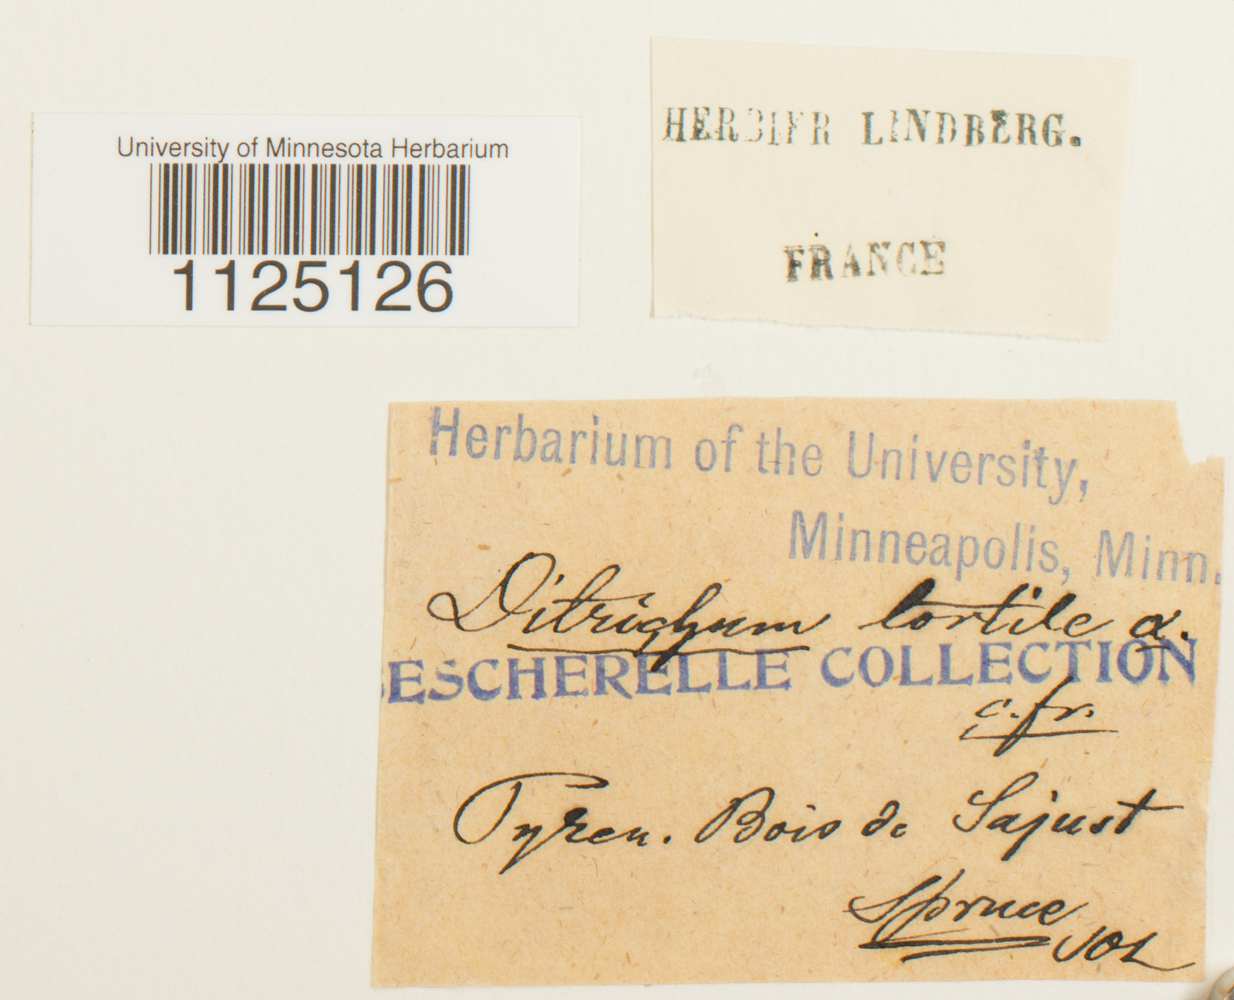 University of Minnesota Herbarium
1125126
HERBIER LINDBERG.
FRANCE
Herbarium of the University,
Minneapolis, Minn.
Ditrichum tortile α.
BESCHERELLE COLLECTION
c. fr.
Pyren. Bois de Sajust
Spruce